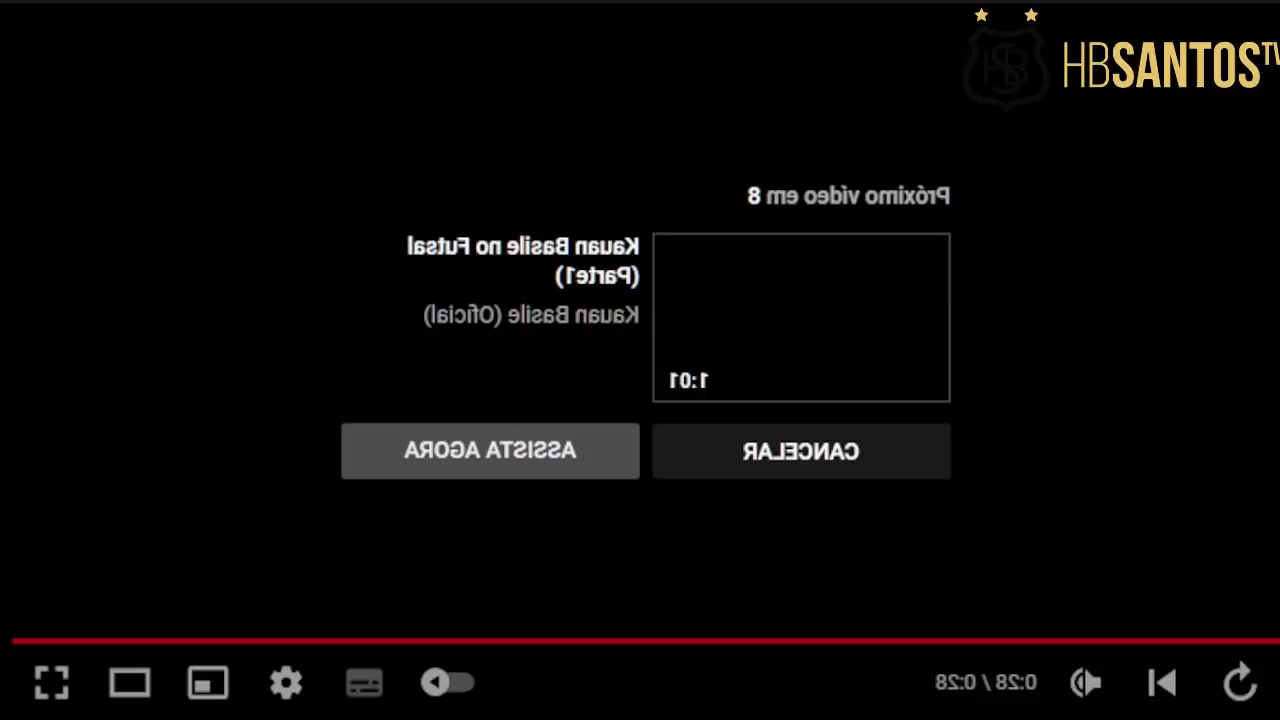 HBSANTOSTV
Próximo vídeo em 8
Kauan Basile no Futsal
(Parte1)
Kauan Basile (Oficial)
1:01
CANCELAR
ASSISTA AGORA
0:28 / 0:28